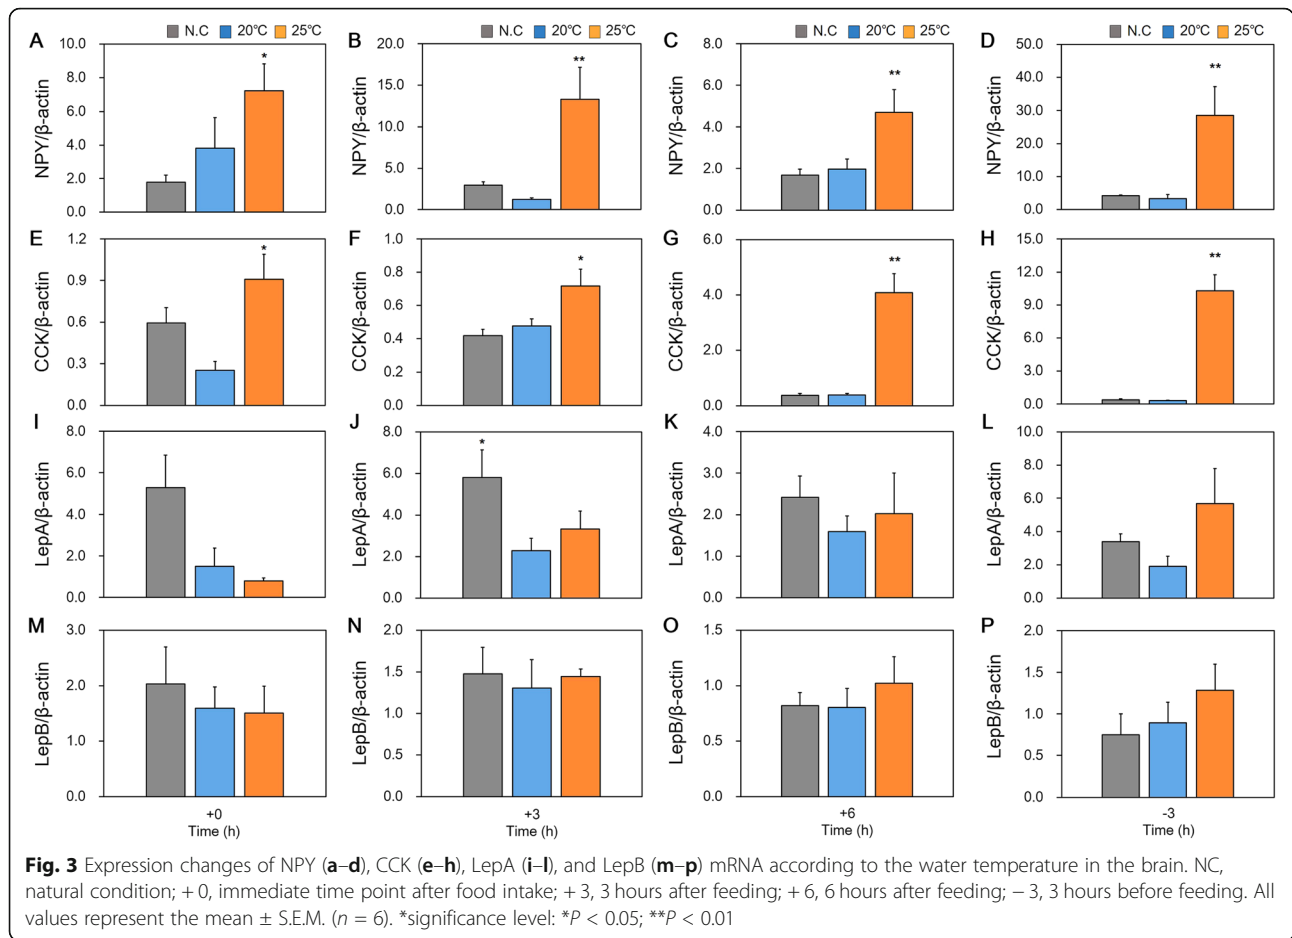 A
N.C 20℃ 25℃
10.0
8.0
6.0
4.0
2.0
0.0
NPY/β-actin
*
B
N.C 20℃ 25℃
20.0
15.0
10.0
5.0
0.0
NPY/β-actin
**
C
N.C 20℃ 25℃
8.0
6.0
4.0
2.0
0.0
NPY/β-actin
**
D
N.C 20℃ 25℃
50.0
40.0
30.0
20.0
10.0
0.0
NPY/β-actin
**
E
1.2
0.9
0.6
0.3
0.0
CCK/β-actin
*
F
1.0
0.8
0.6
0.4
0.2
0.0
CCK/β-actin
*
G
6.0
4.0
2.0
0.0
CCK/β-actin
**
H
15.0
12.0
9.0
6.0
3.0
0.0
CCK/β-actin
**
I
8.0
6.0
4.0
2.0
0.0
LepA/β-actin
J
8.0
6.0
4.0
2.0
0.0
LepA/β-actin
*
K
4.0
3.0
2.0
1.0
0.0
LepA/β-actin
L
10.0
8.0
6.0
4.0
2.0
0.0
LepA/β-actin
M
3.0
2.0
1.0
0.0
LepB/β-actin
+0
Time (h)
N
2.0
1.5
1.0
0.5
0.0
LepB/β-actin
+3
Time (h)
O
1.5
1.0
0.5
0.0
LepB/β-actin
+6
Time (h)
P
2.0
1.5
1.0
0.5
0.0
LepB/β-actin
-3
Time (h)
Fig. 3 Expression changes of NPY (a–d), CCK (e–h), LepA (i–l), and LepB (m–p) mRNA according to the water temperature in the brain. NC,
natural condition; + 0, immediate time point after food intake; + 3, 3 hours after feeding; + 6, 6 hours after feeding; − 3, 3 hours before feeding. All
values represent the mean ± S.E.M. (n = 6). *significance level: *P < 0.05; **P < 0.01